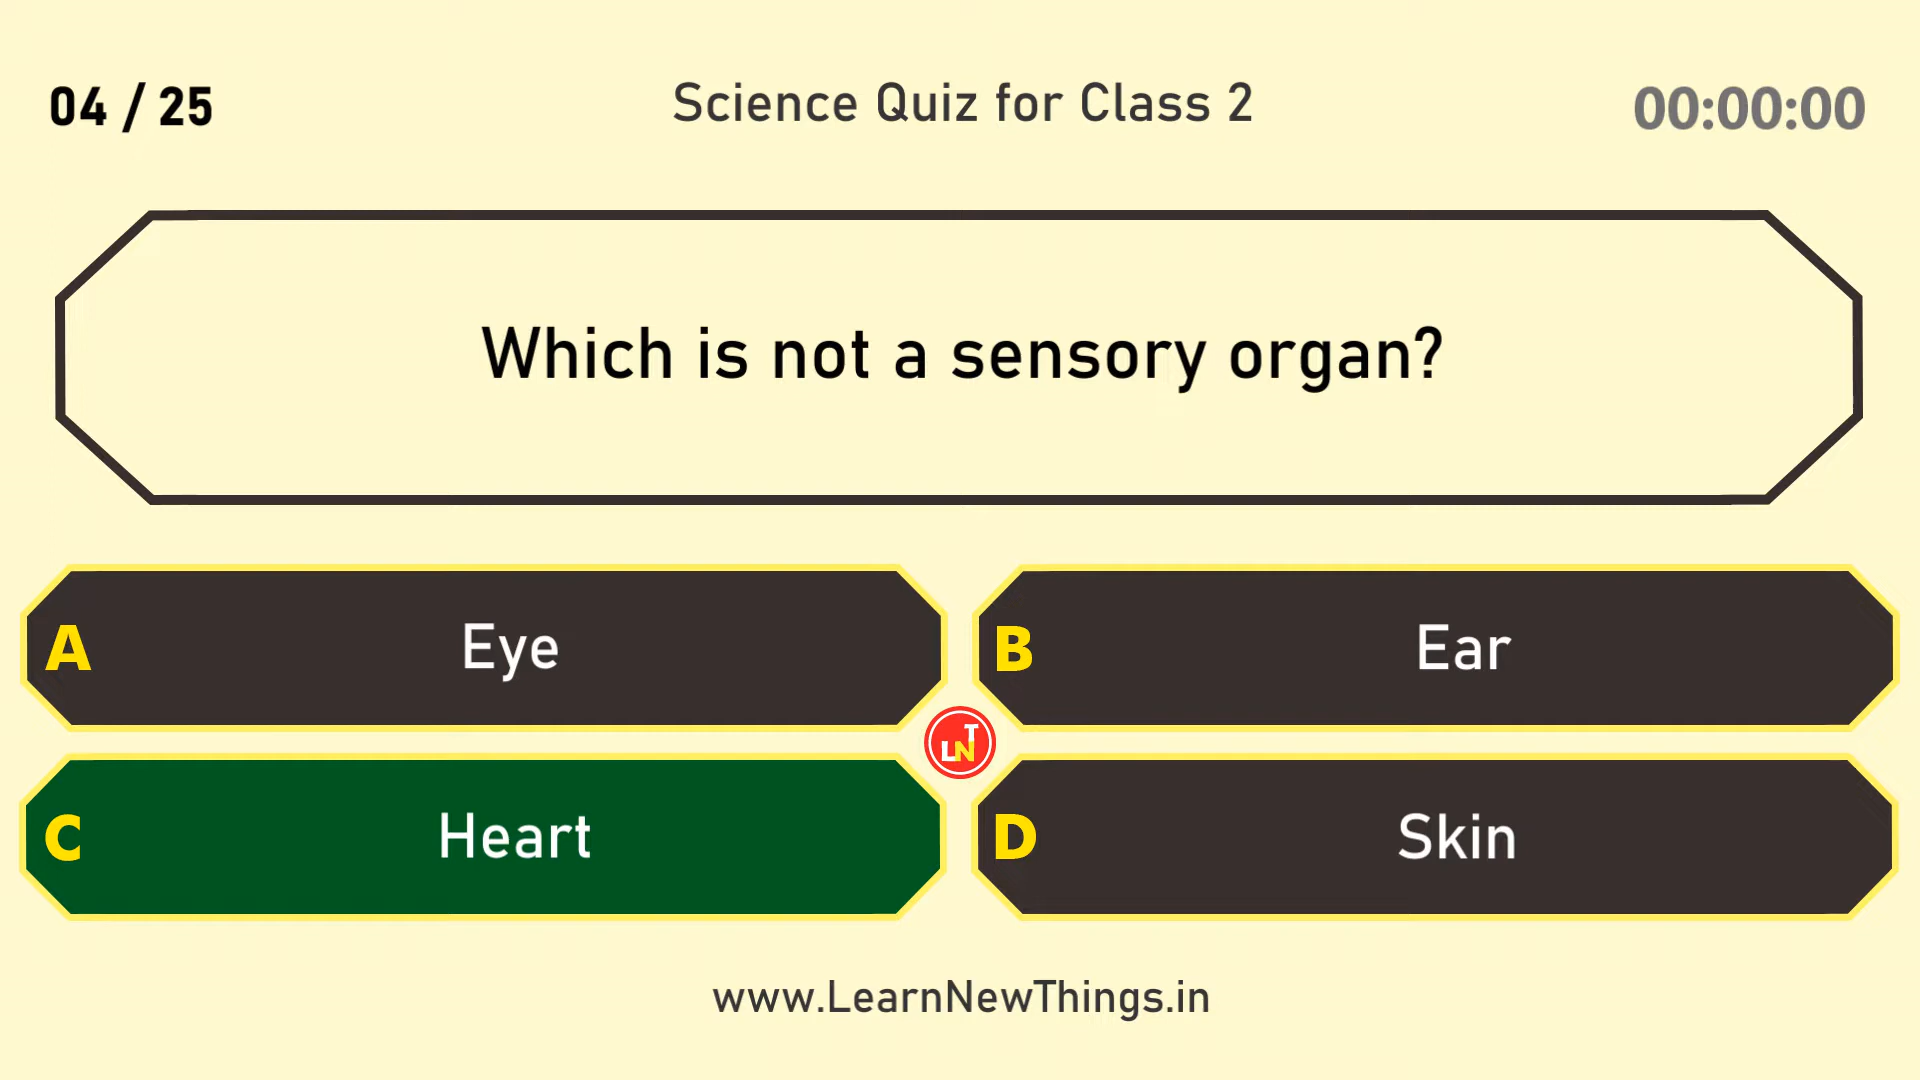 04 / 25
Science Quiz for Class 2
00:00:00
Which is not a sensory organ?
A Eye
B Ear
LNT
C Heart
D Skin
www.LearnNewThings.in